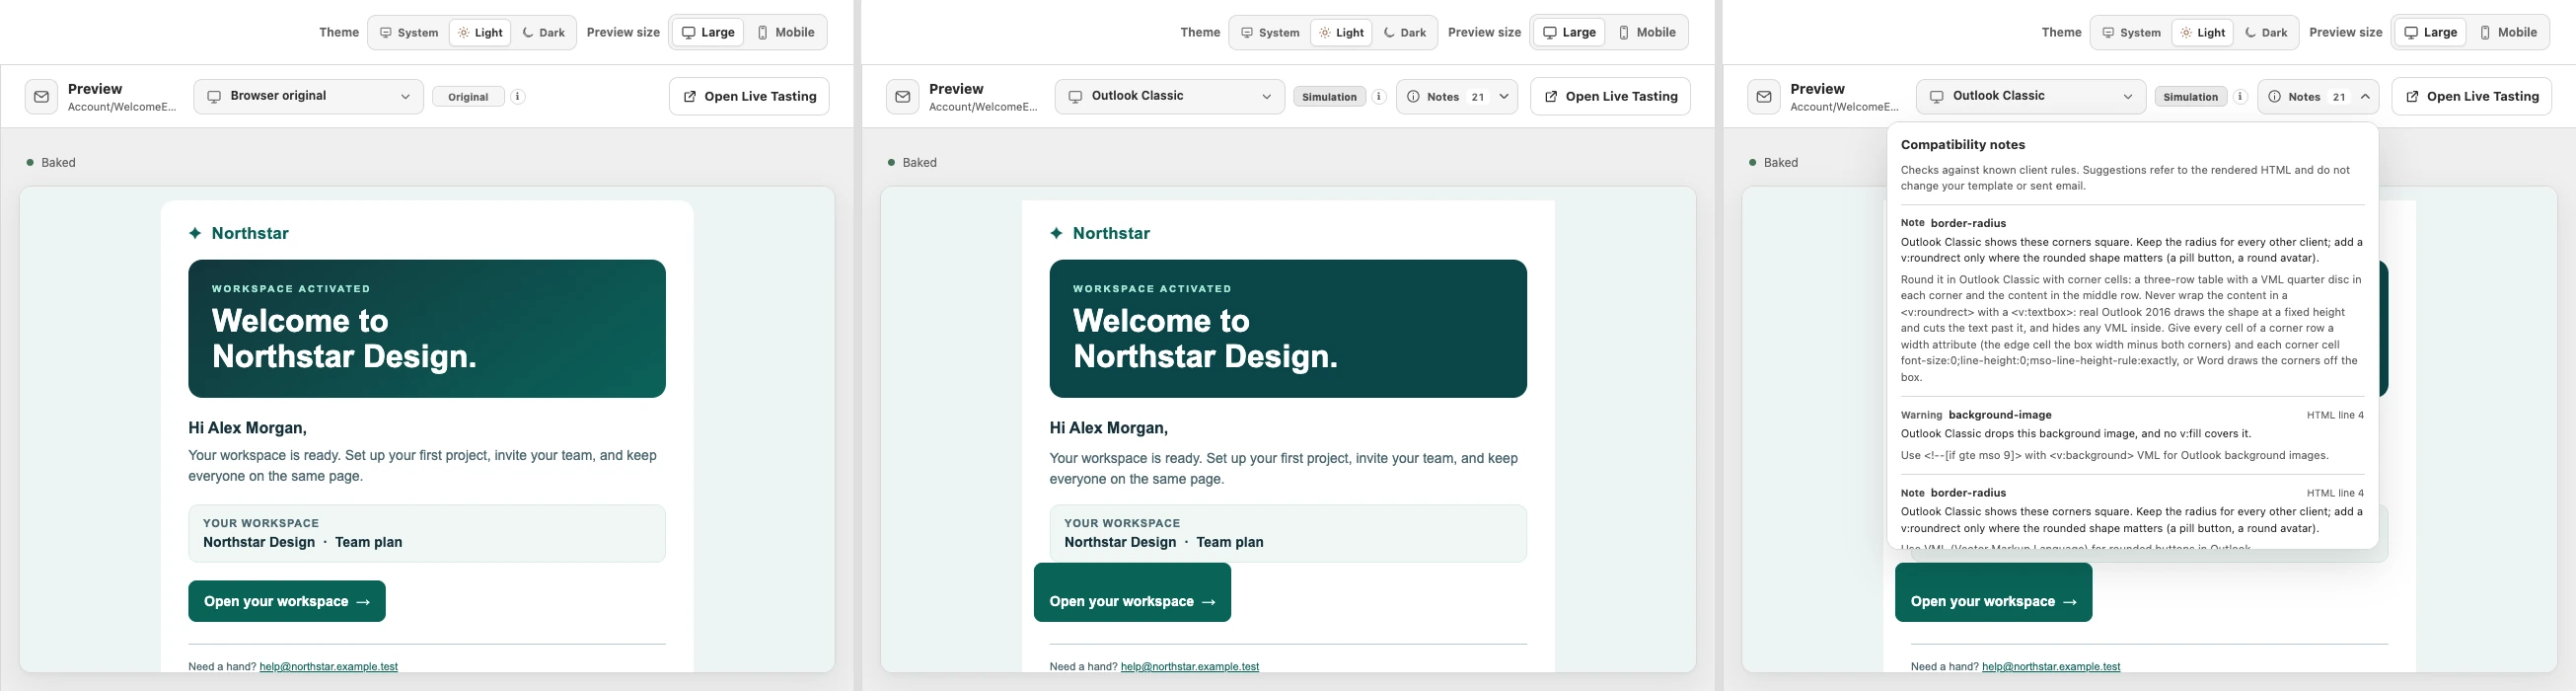 Theme System Light Dark Preview size Large Mobile
Preview
Account/WelcomeE...
Browser original
Original
Open Live Tasting
Baked
Northstar
WORKSPACE ACTIVATED
Welcome to
Northstar Design.
Hi Alex Morgan,
Your workspace is ready. Set up your first project, invite your team, and keep
everyone on the same page.
YOUR WORKSPACE
Northstar Design · Team plan
Open your workspace →
Need a hand? help@northstar.example.test
Theme System Light Dark Preview size Large Mobile
Preview
Account/WelcomeE...
Outlook Classic
Simulation
Notes 21
Open Live Tasting
Baked
Northstar
WORKSPACE ACTIVATED
Welcome to
Northstar Design.
Hi Alex Morgan,
Your workspace is ready. Set up your first project, invite your team, and keep
everyone on the same page.
YOUR WORKSPACE
Northstar Design · Team plan
Open your workspace →
Need a hand? help@northstar.example.test
Theme System Light Dark Preview size Large Mobile
Preview
Account/WelcomeE...
Outlook Classic
Simulation
Notes 21
Open Live Tasting
Baked
Compatibility notes
Checks against known client rules. Suggestions refer to the rendered HTML and do not
change your template or sent email.
Note border-radius
Outlook Classic shows these corners square. Keep the radius for every other client; add a
v:roundrect only where the rounded shape matters (a pill button, a round avatar).
Round it in Outlook Classic with corner cells: a three-row table with a VML quarter disc in
each corner and the content in the middle row. Never wrap the content in a
<v:roundrect> with a <v:textbox>: real Outlook 2016 draws the shape at a fixed height
and cuts the text past it, and hides any VML inside. Give every cell of a corner row a
width attribute (the edge cell the box width minus both corners) and each corner cell
font-size:0;line-height:0;mso-line-height-rule:exactly, or Word draws the corners off the
box.
Warning background-image HTML line 4
Outlook Classic drops this background image, and no v:fill covers it.
Use <!--[if gte mso 9]> with <v:background> VML for Outlook background images.
Note border-radius HTML line 4
Outlook Classic shows these corners square. Keep the radius for every other client; add a
v:roundrect only where the rounded shape matters (a pill button, a round avatar).
Use VML (Vector Markup Language) for rounded buttons in Outlook.
Open your workspace →
Need a hand? help@northstar.example.test